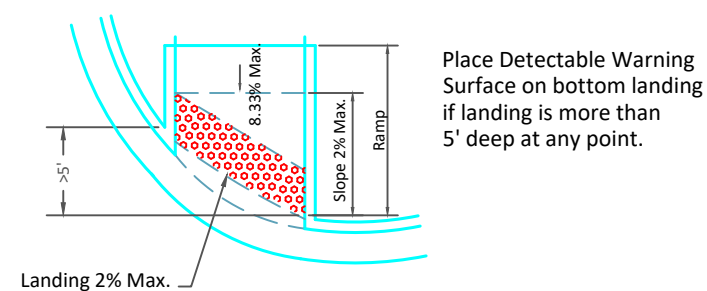 8.33% Max.
>5'
Slope 2% Max.
Ramp
Landing 2% Max.
Place Detectable Warning
Surface on bottom landing
if landing is more than
5' deep at any point.